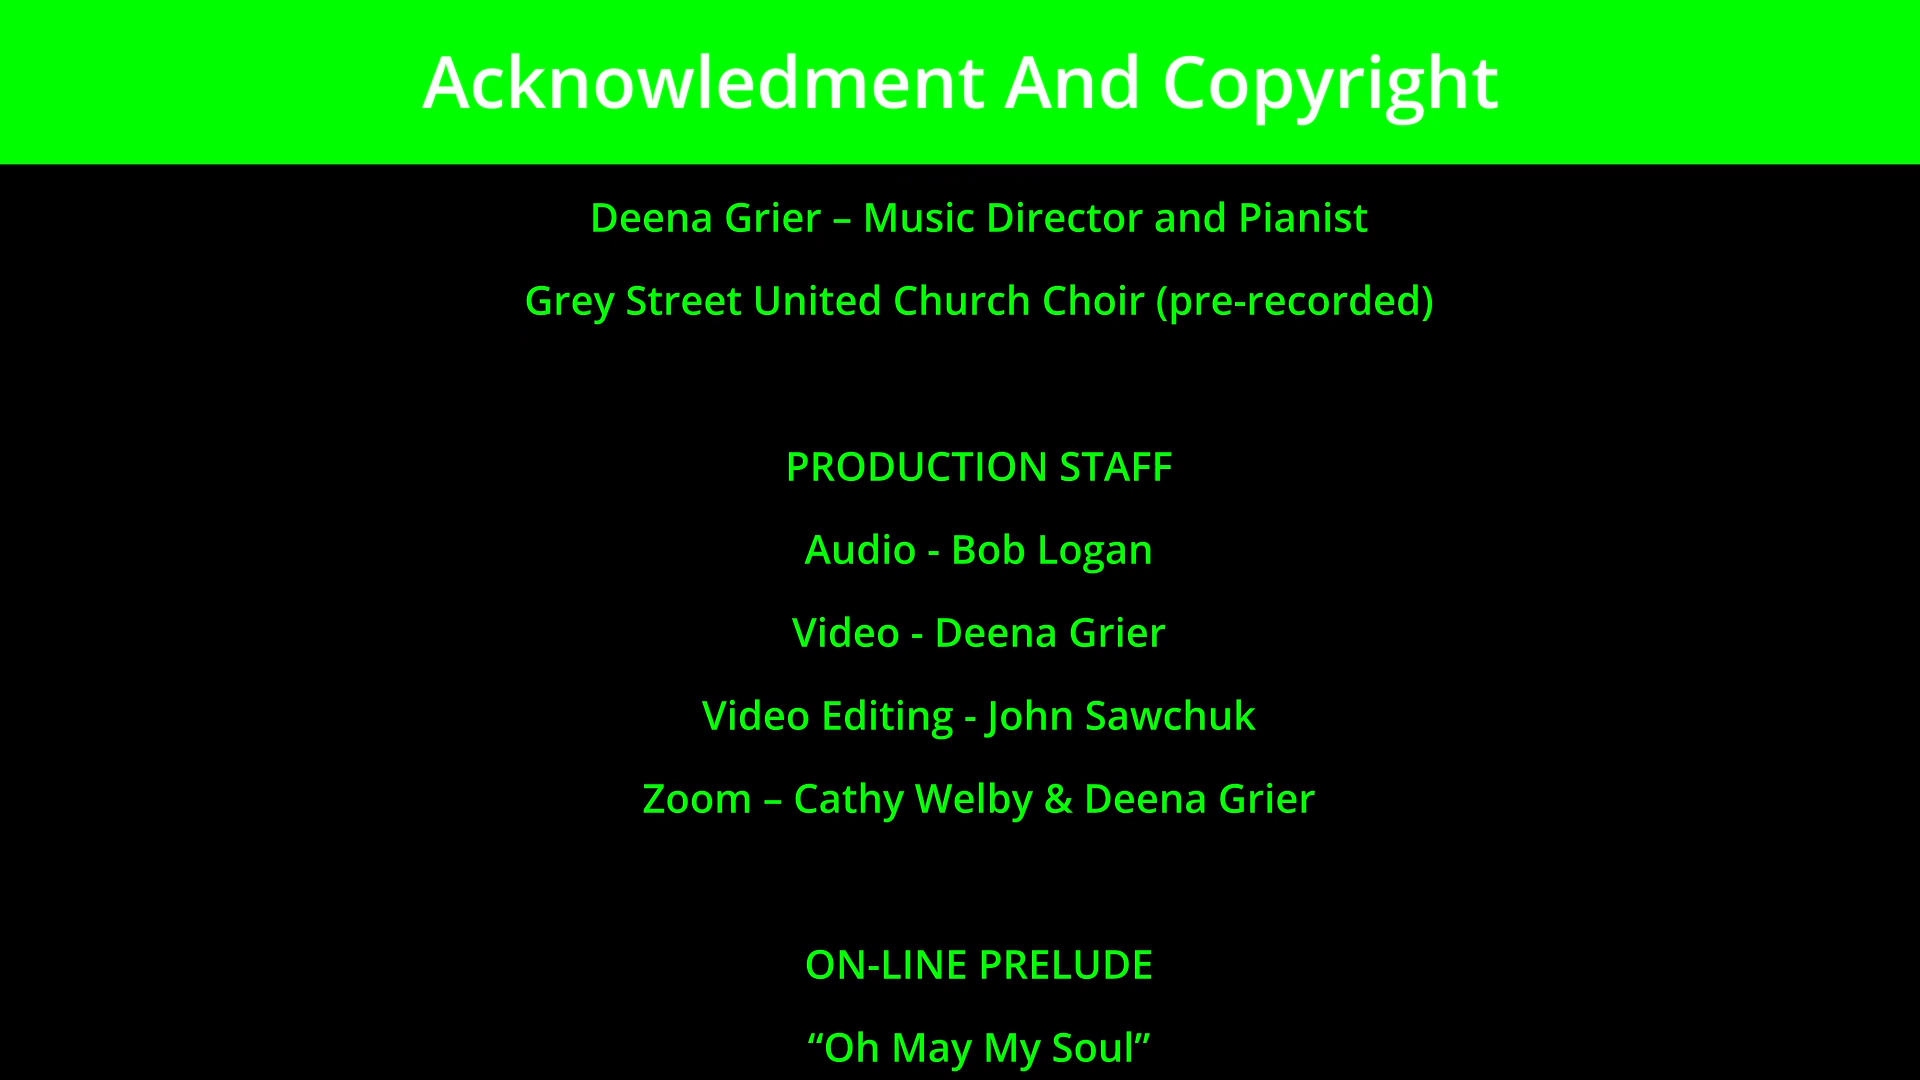 Acknowledment And Copyright
Deena Grier – Music Director and Pianist
Grey Street United Church Choir (pre-recorded)
PRODUCTION STAFF
Audio - Bob Logan
Video - Deena Grier
Video Editing - John Sawchuk
Zoom – Cathy Welby & Deena Grier
ON-LINE PRELUDE
“Oh May My Soul”